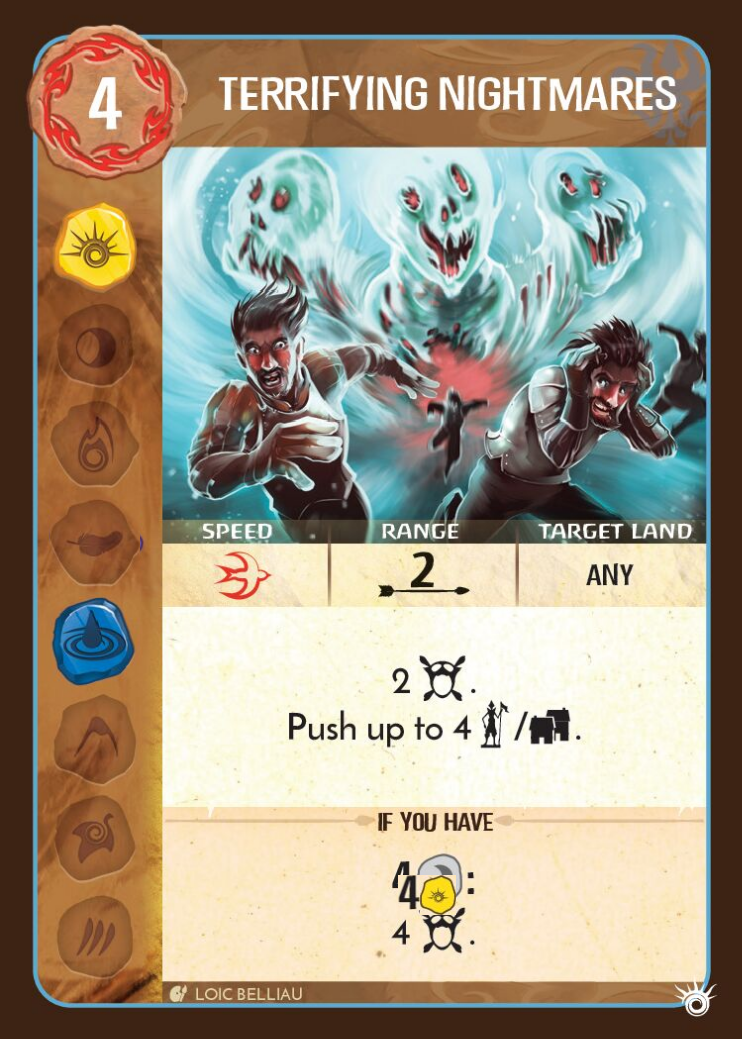 4
TERRIFYING NIGHTMARES
SPEED RANGE TARGET LAND
2 ANY
2 .
Push up to 4 / .
IF YOU HAVE
4 :
4
4 .
LOIC BELLIAU